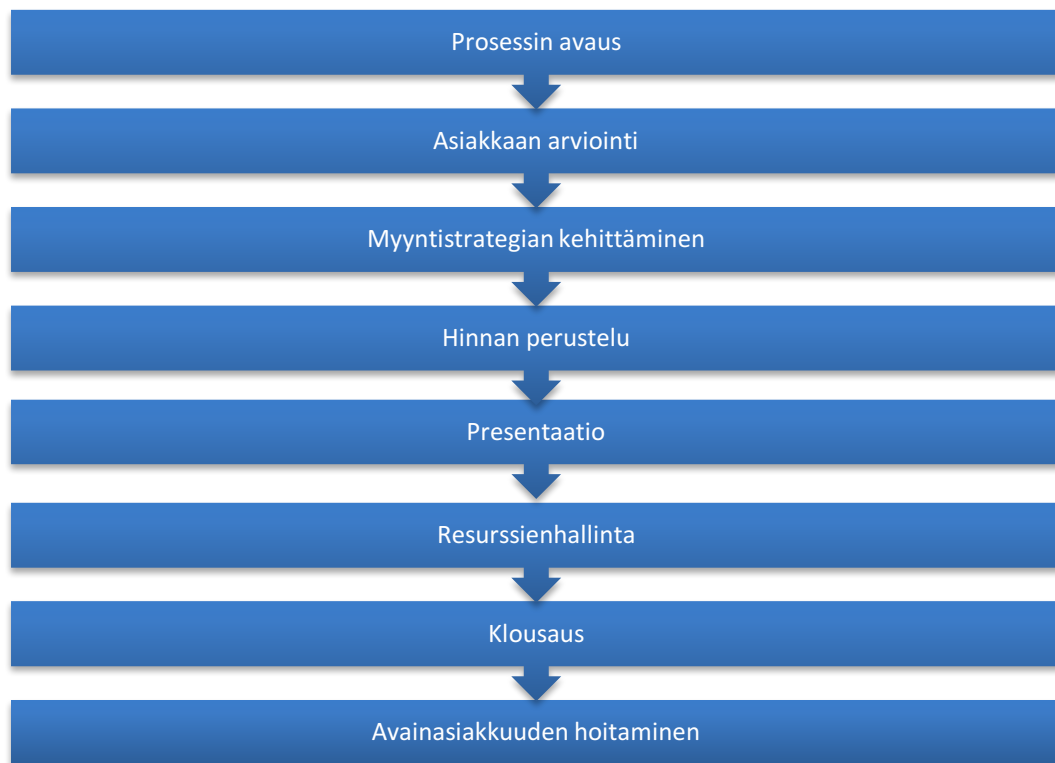 Prosessin avaus
Asiakkaan arviointi
Myyntistrategian kehittäminen
Hinnan perustelu
Presentaatio
Resurssienhallinta
Klousaus
Avainasiakkuuden hoitaminen